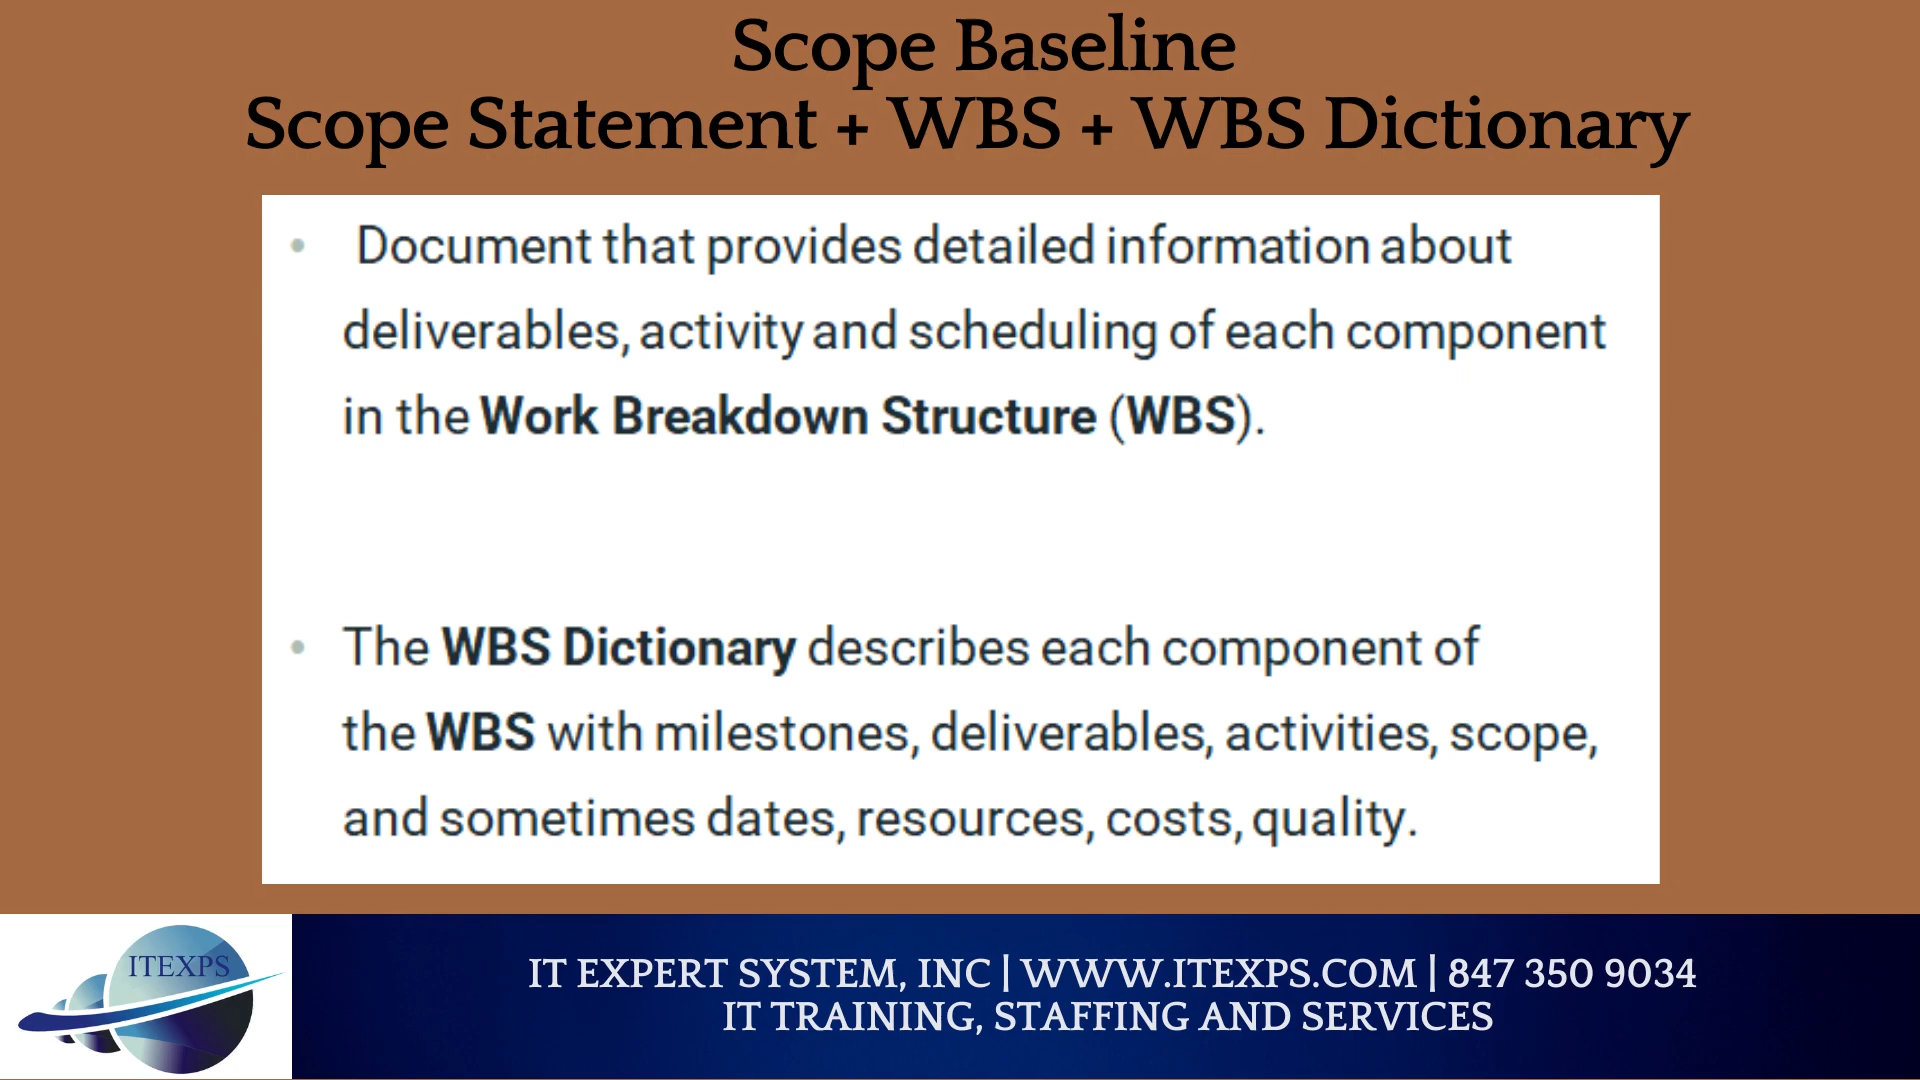 Scope Baseline
Scope Statement + WBS + WBS Dictionary
• Document that provides detailed information about
deliverables, activity and scheduling of each component
in the Work Breakdown Structure (WBS).
• The WBS Dictionary describes each component of
the WBS with milestones, deliverables, activities, scope,
and sometimes dates, resources, costs, quality.
ITEXPS
IT EXPERT SYSTEM, INC | WWW.ITEXPS.COM | 847 350 9034
IT TRAINING, STAFFING AND SERVICES